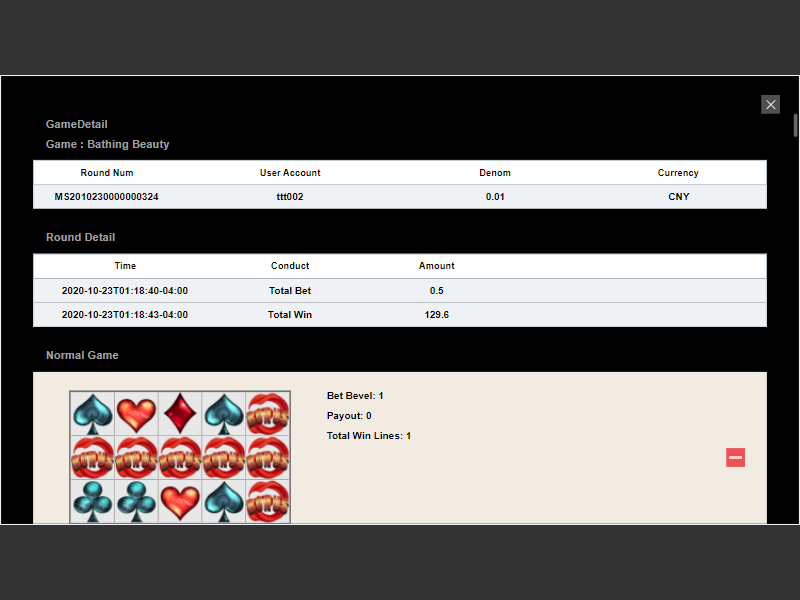 GameDetail
Game : Bathing Beauty
Round Num User Account Denom Currency
MS2010230000000324 ttt002 0.01 CNY
Round Detail
Time Conduct Amount
2020-10-23T01:18:40-04:00 Total Bet 0.5
2020-10-23T01:18:43-04:00 Total Win 129.6
Normal Game
Bet Bevel: 1
Payout: 0
Total Win Lines: 1